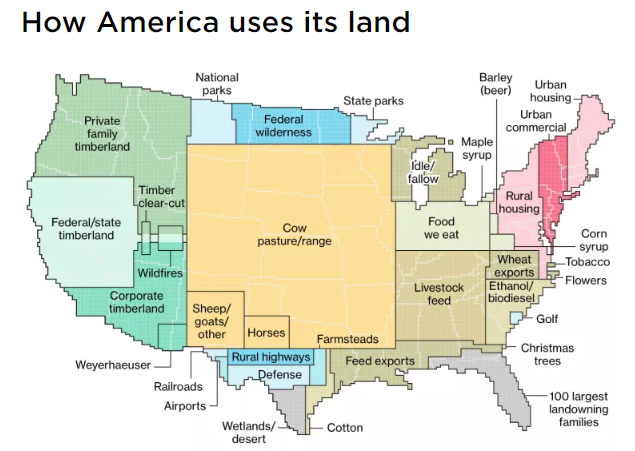 How America uses its land
National
parks
State parks
Barley
(beer)
Urban
housing
Urban
commercial
Private
family
timberland
Federal
wilderness
Maple
syrup
Idle/
fallow
Timber
clear-cut
Rural
housing
Federal/state
timberland
Cow
pasture/range
Food
we eat
Corn
syrup
Wildfires
Wheat
exports
Tobacco
Flowers
Livestock
feed
Ethanol/
biodiesel
Corporate
timberland
Sheep/
goats/
other
Horses
Farmsteads
Golf
Christmas
trees
Weyerhaeuser
Rural highways
Feed exports
Defense
Railroads
Airports
100 largest
landowning
families
Wetlands/
desert
Cotton